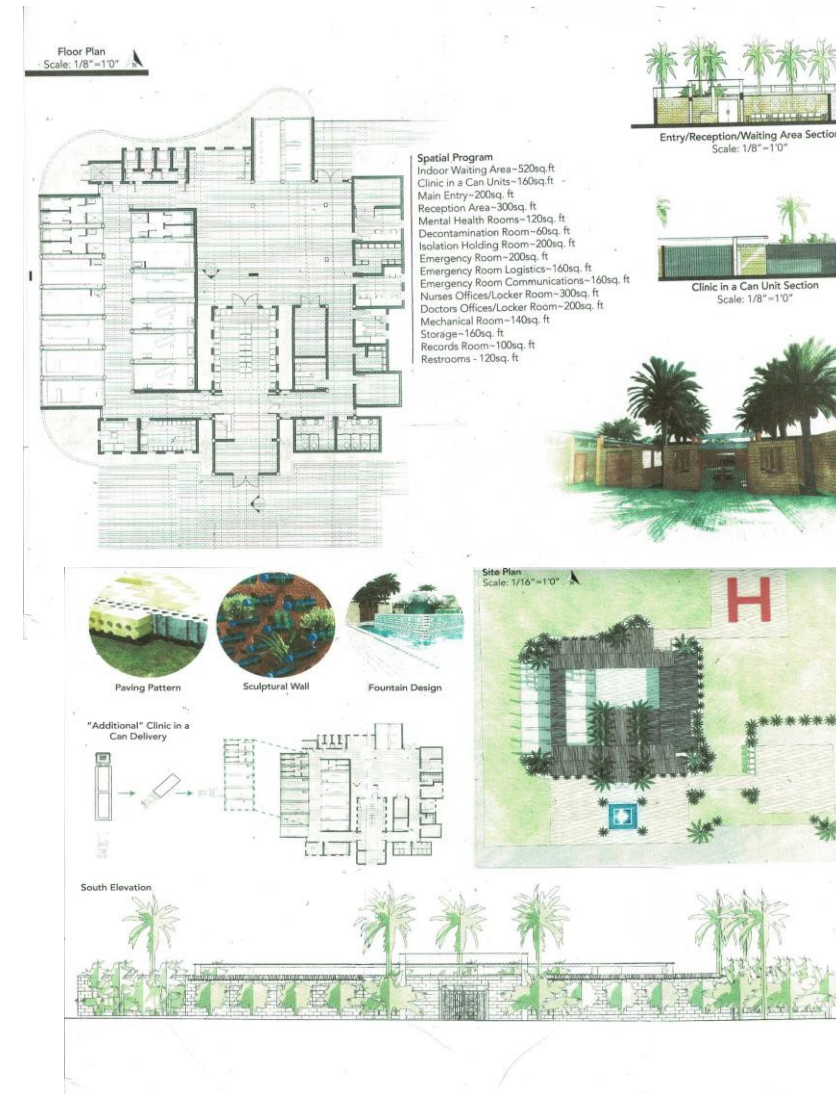 Floor Plan
Scale: 1/8"=1'0"
N
Spatial Program
Indoor Waiting Area~520sq.ft
Clinic in a Can Units~160sq.ft
Main Entry~200sq. ft
Reception Area~300sq. ft
Mental Health Rooms~120sq. ft
Decontamination Room~60sq. ft
Isolation Holding Room~200sq. ft
Emergency Room~200sq. ft
Emergency Room Logistics~160sq. ft
Emergency Room Communications~160sq. ft
Nurses Offices/Locker Room~300sq. ft
Doctors Offices/Locker Room~200sq. ft
Mechanical Room~140sq. ft
Storage~160sq. ft
Records Room~100sq. ft
Restrooms - 120sq. ft
Entry/Reception/Waiting Area Section
Scale: 1/8"=1'0"
Clinic in a Can Unit Section
Scale: 1/8"=1'0"
Paving Pattern
Sculptural Wall
Fountain Design
"Additional" Clinic in a
Can Delivery
Site Plan
Scale: 1/16"=1'0"
H
South Elevation